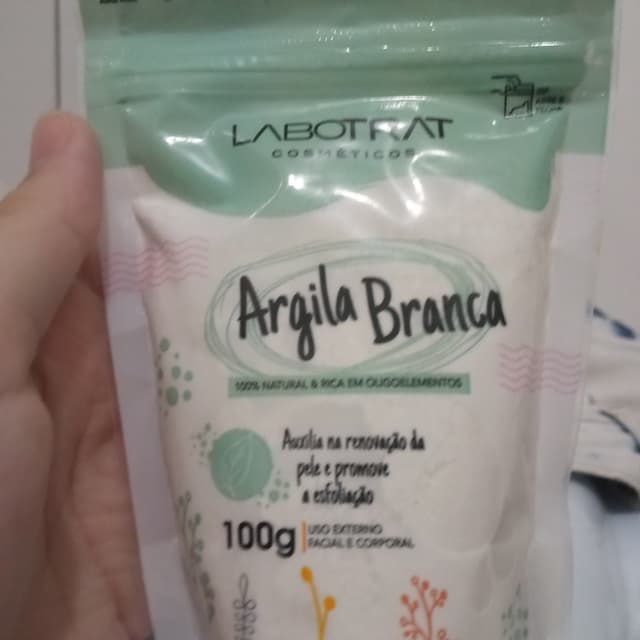 LABOTRAT
COSMÉTICOS
Argila Branca
100% NATURAL & RICA EM OLIGOELEMENTOS
Auxilia na renovação da
pele e promove
a esfoliação
100g
USO EXTERNO
FACIAL E CORPORAL